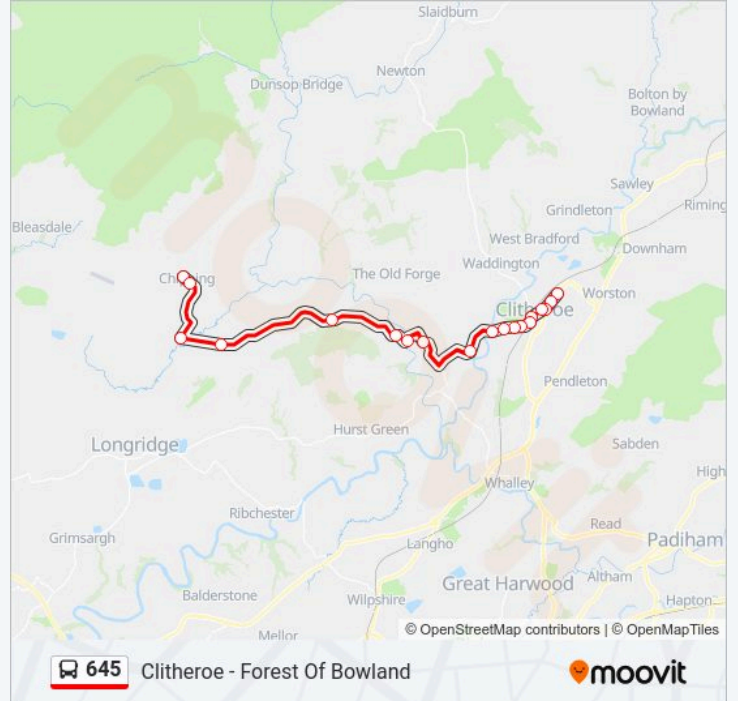 Slaidburn
Newton
Dunsop Bridge
Bolton by
Bowland
Sawley
Grindleton
Riming
Bleasdale
West Bradford
Downham
Waddington
The Old Forge
Chipping
Worston
Clitheroe
Pendleton
Hurst Green
Longridge
Sabden
High
Whalley
Ribchester
Read
Grimsargh
Padiham
Langho
Altham
Great Harwood
Balderstone
Wilpshire
Hapton
Mellor
© OpenStreetMap contributors | © OpenMapTiles
645 Clitheroe - Forest Of Bowland
moovit